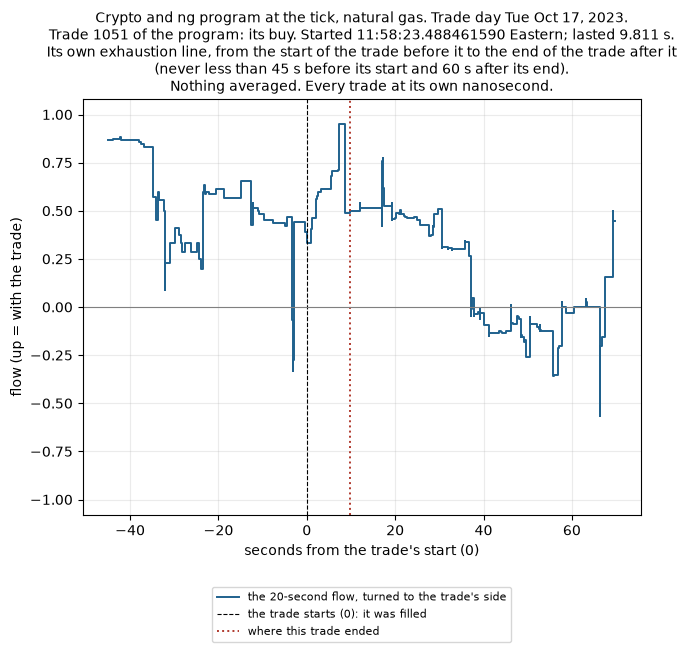 Crypto and ng program at the tick, natural gas. Trade day Tue Oct 17, 2023.
Trade 1051 of the program: its buy. Started 11:58:23.488461590 Eastern; lasted 9.811 s.
Its own exhaustion line, from the start of the trade before it to the end of the trade after it
(never less than 45 s before its start and 60 s after its end).
Nothing averaged. Every trade at its own nanosecond.
1.00
0.75
0.50
0.25
0.00
−0.25
−0.50
−0.75
−1.00
flow (up = with the trade)
−40
−20
0
20
40
60
seconds from the trade's start (0)
the 20-second flow, turned to the trade's side
the trade starts (0): it was filled
where this trade ended